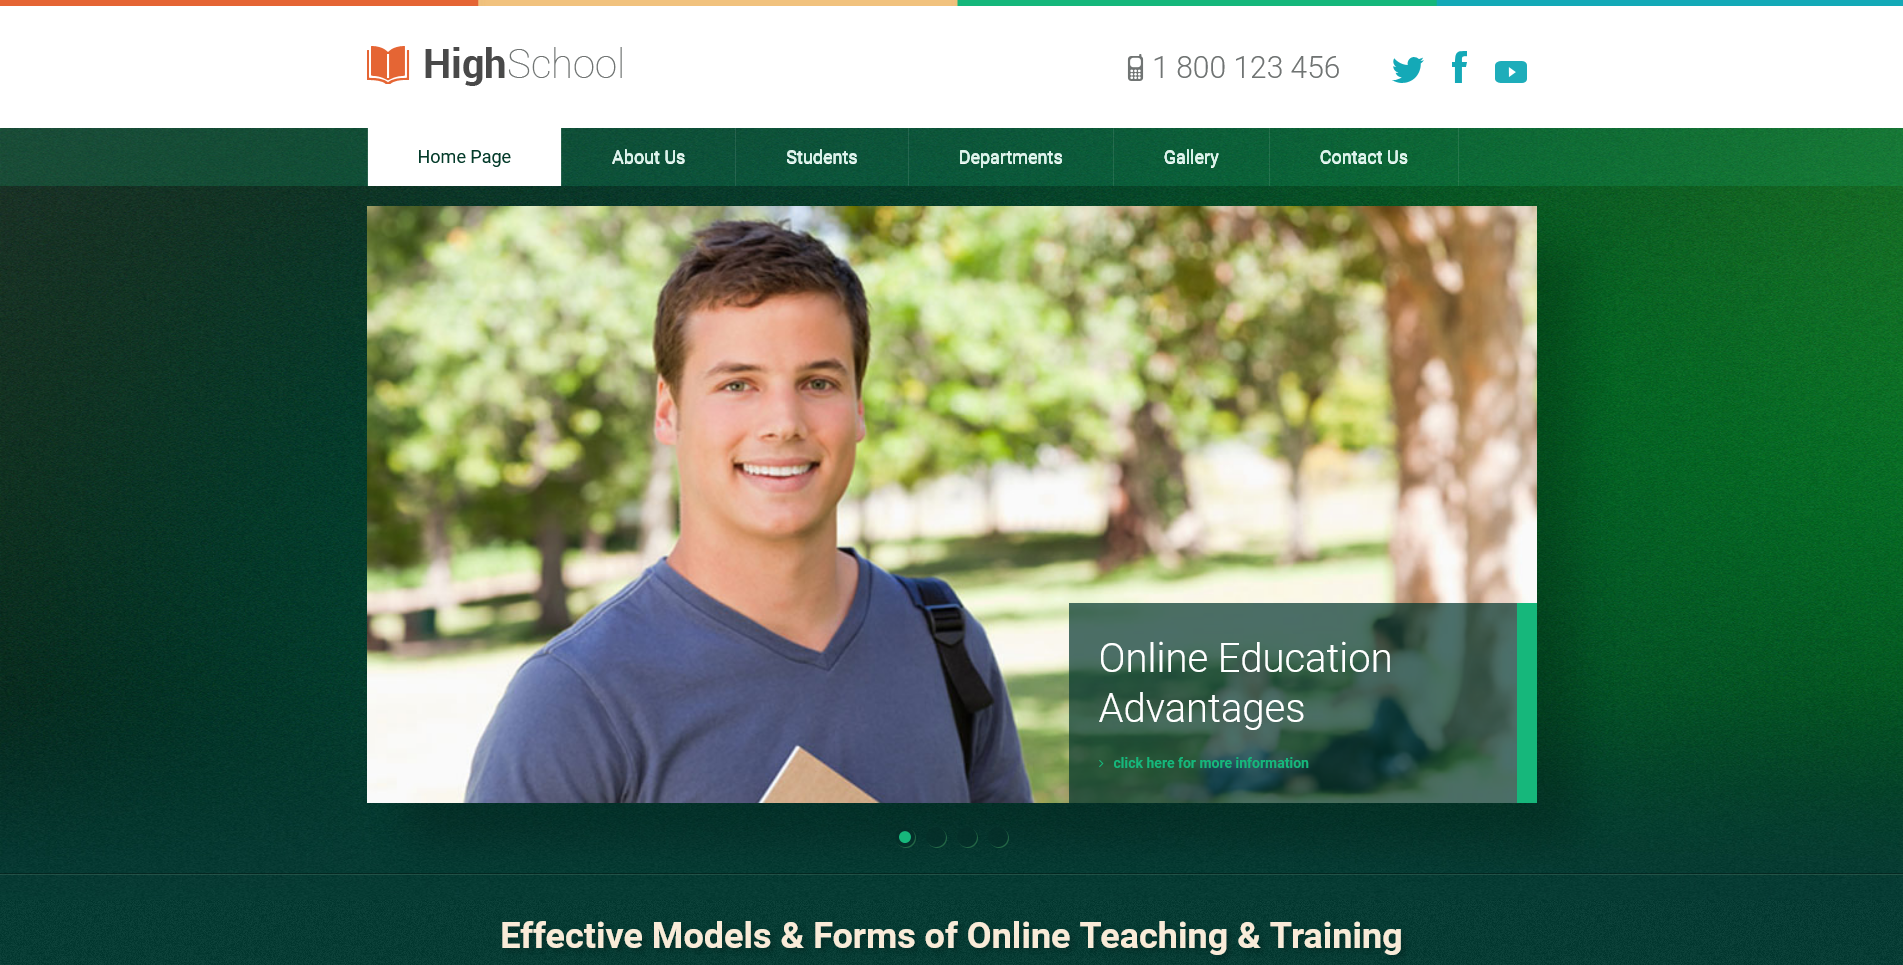 HighSchool
1 800 123 456
Home Page
About Us
Students
Departments
Gallery
Contact Us
Online Education
Advantages
click here for more information
Effective Models & Forms of Online Teaching & Training